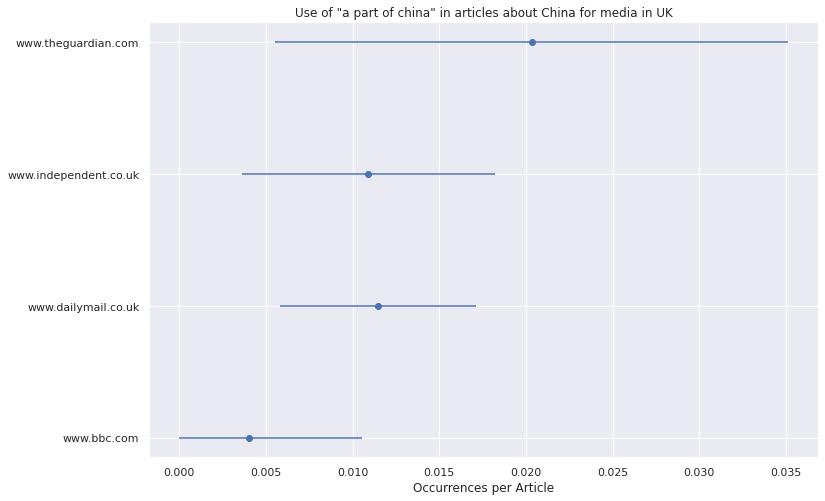 Use of "a part of china" in articles about China for media in UK
www.theguardian.com
www.independent.co.uk
www.dailymail.co.uk
www.bbc.com
0.000 0.005 0.010 0.015 0.020 0.025 0.030 0.035
Occurrences per Article